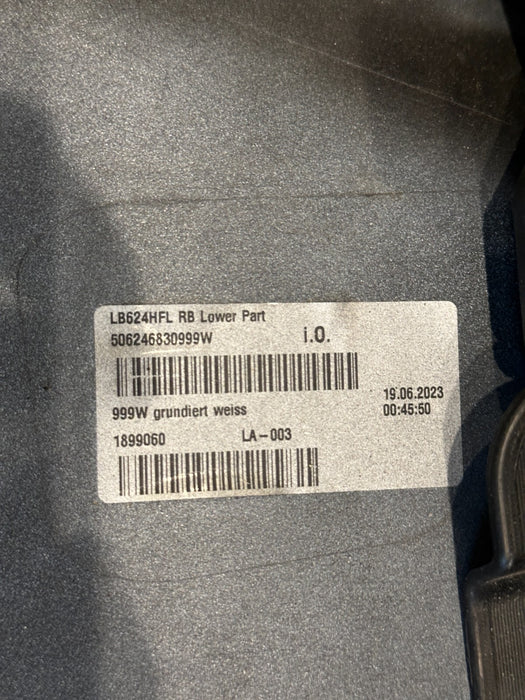 LB624HFL RB Lower Part
506246830999W i.O.
19.06.2023
999W grundiert weiss 00:45:50
1899060 LA-003